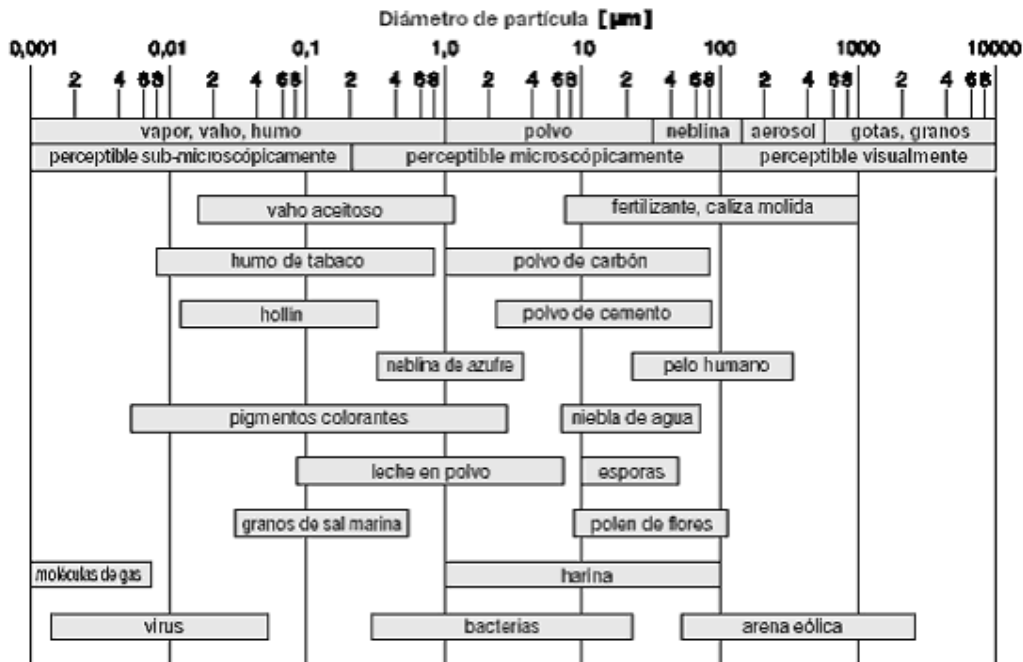 Diámetro de partícula [µm]
0,001 0,01 0,1 1,0 10 100 1000 10000
2 4 6 8 2 4 6 8 2 4 6 8 2 4 6 8 2 4 6 8 2 4 6 8 2 4 6 8
vapor, vaho, humo polvo neblina aerosol gotas, granos
perceptible sub-microscópicamente perceptible microscópicamente perceptible visualmente
vaho aceitoso fertilizante, caliza molida
humo de tabaco polvo de carbón
hollin polvo de cemento
neblina de azufre pelo humano
pigmentos colorantes niebla de agua
leche en polvo esporas
granos de sal marina polen de flores
moléculas de gas harina
virus bacterias arena eólica